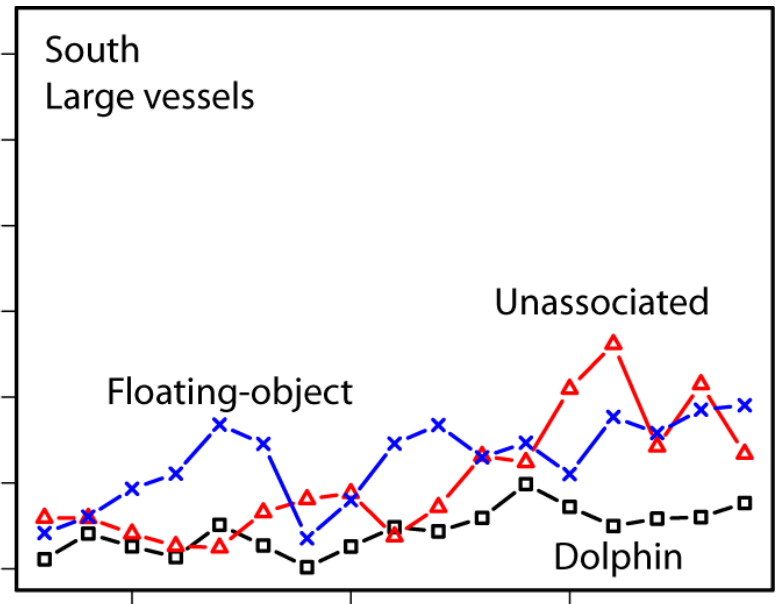 South
Large vessels
Unassociated
Floating-object
Dolphin